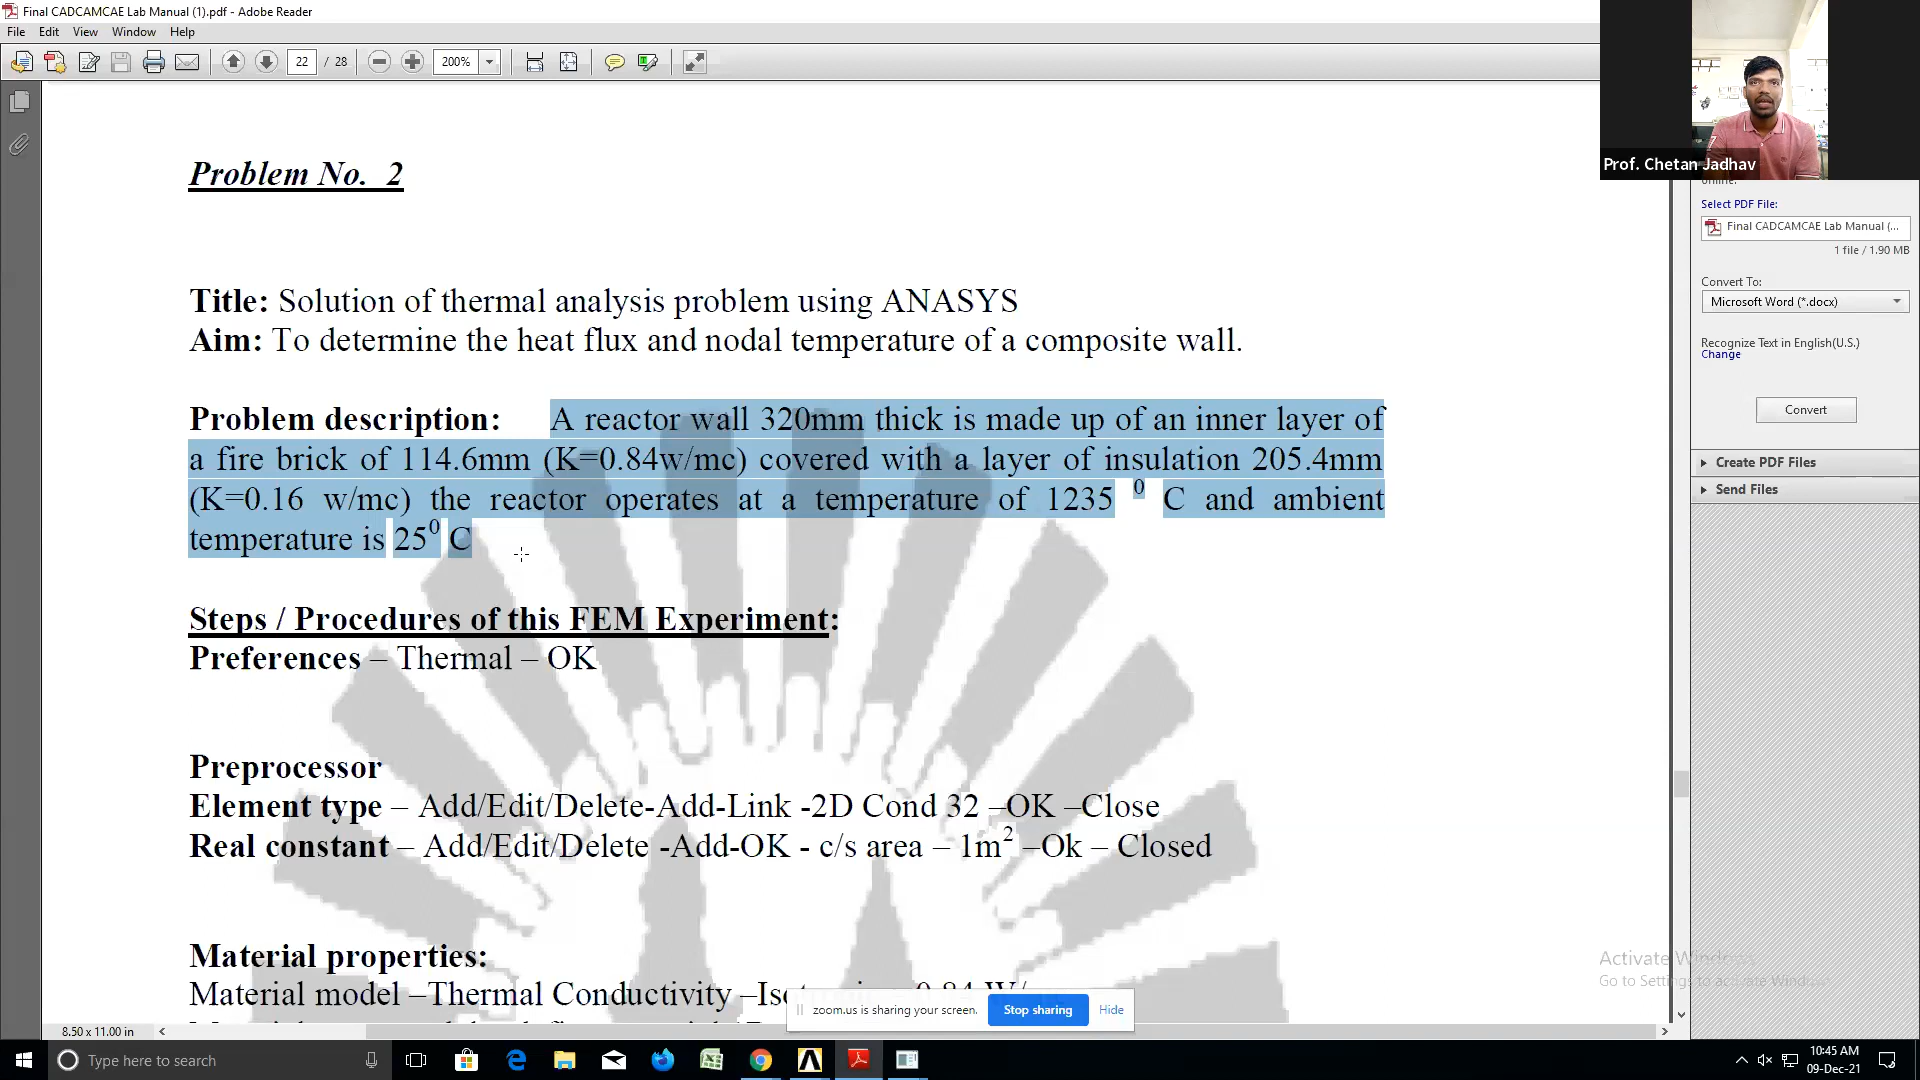 Final CADCAMCAE Lab Manual (1).pdf - Adobe Reader
File Edit View Window Help
22 / 28 200%
Prof. Chetan Jadhav
Select PDF File:
Final CADCAMCAE Lab Manual (...
1 file / 1.90 MB
Convert To:
Microsoft Word (*.docx)
Recognize Text in English(U.S.)
Change
Convert
Create PDF Files
Send Files
Problem No. 2
Title: Solution of thermal analysis problem using ANASYS
Aim: To determine the heat flux and nodal temperature of a composite wall.
Problem description: A reactor wall 320mm thick is made up of an inner layer of
a fire brick of 114.6mm (K=0.84w/mc) covered with a layer of insulation 205.4mm
(K=0.16 w/mc) the reactor operates at a temperature of 1235 ⁰ C and ambient
temperature is 25⁰ C
Steps / Procedures of this FEM Experiment:
Preferences – Thermal – OK
Preprocessor
Element type – Add/Edit/Delete-Add-Link -2D Cond 32 –OK –Close
Real constant – Add/Edit/Delete -Add-OK - c/s area – 1m² –Ok – Closed
Material properties:
Material model –Thermal Conductivity
zoom.us is sharing your screen. Stop sharing Hide
Activate Windows
Go to Settings to activate Windows.
8.50 x 11.00 in
Type here to search
10:45 AM
09-Dec-21